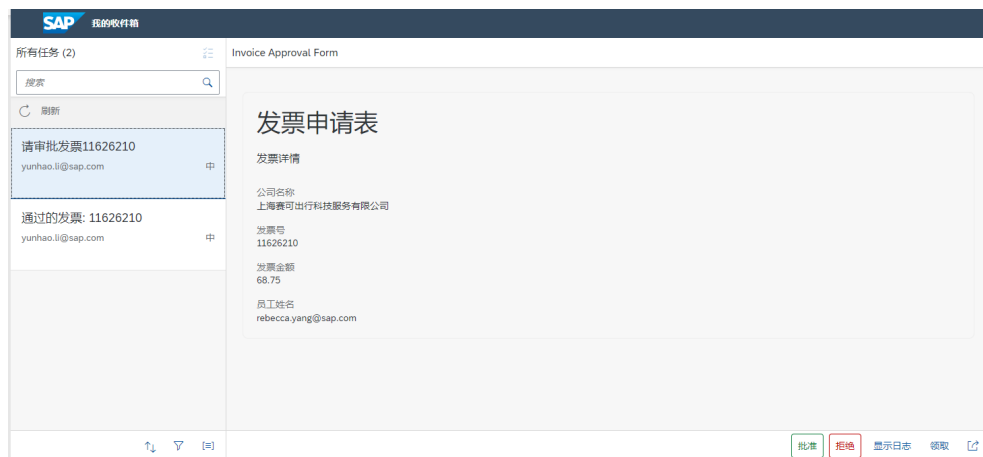 SAP 我的收件箱
所有任务 (2)
搜索
刷新
请审批发票11626210
yunhao.li@sap.com 中
通过的发票: 11626210
yunhao.li@sap.com 中
Invoice Approval Form
发票申请表
发票详情
公司名称
上海赛可出行科技服务有限公司
发票号
11626210
发票金额
68.75
员工姓名
rebecca.yang@sap.com
批准 拒绝 显示日志 领取